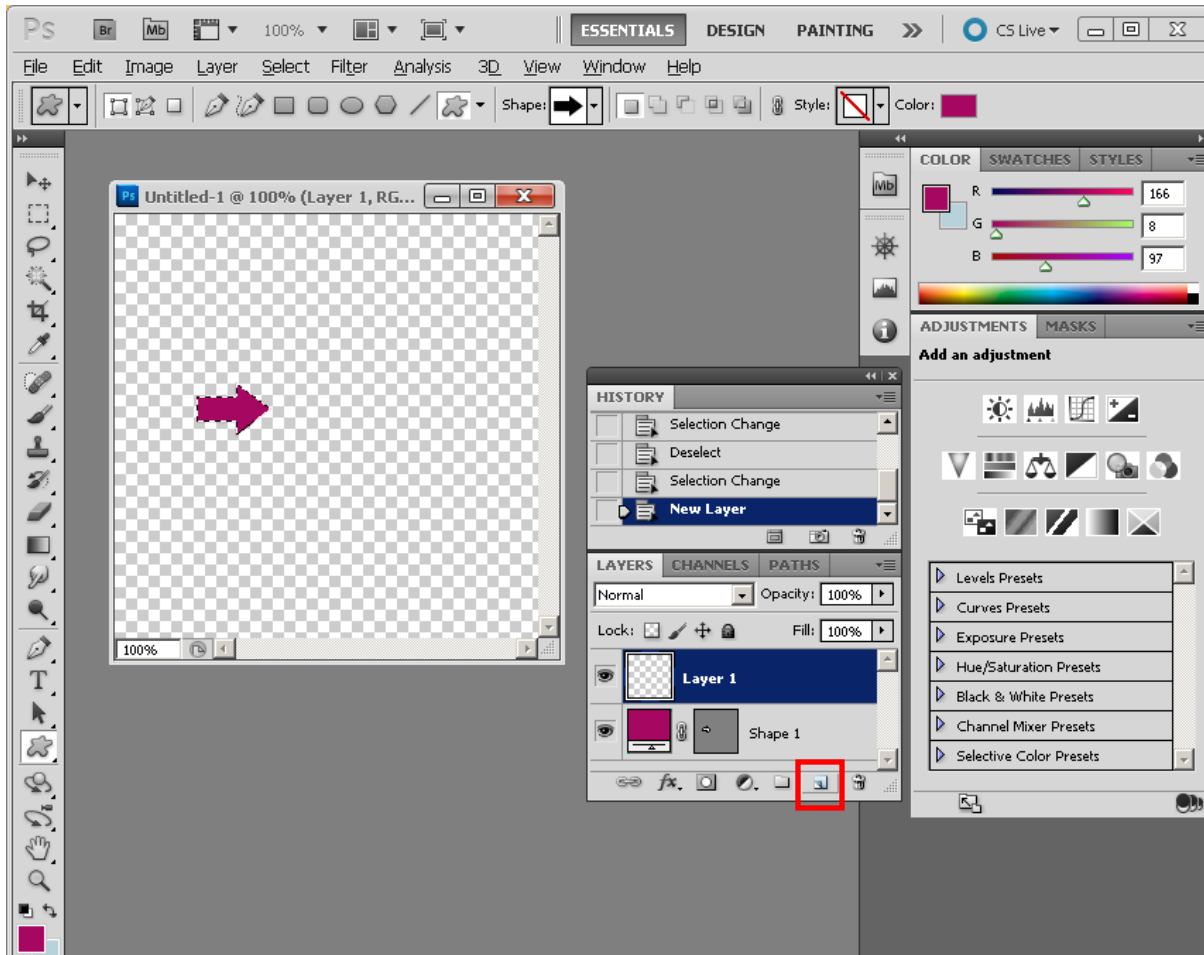 Ps Br Mb 100% ESSENTIALS DESIGN PAINTING CS Live
File Edit Image Layer Select Filter Analysis 3D View Window Help
Shape: Style: Color:
COLOR SWATCHES STYLES
Mb
R 166
G 8
B 97
Ps Untitled-1 @ 100% (Layer 1, RG...
ADJUSTMENTS MASKS
Add an adjustment
HISTORY
Selection Change
Deselect
Selection Change
New Layer
LAYERS CHANNELS PATHS
Normal Opacity: 100%
Lock: Fill: 100%
Layer 1
Shape 1
fx.
Levels Presets
Curves Presets
Exposure Presets
Hue/Saturation Presets
Black & White Presets
Channel Mixer Presets
Selective Color Presets
100%
T